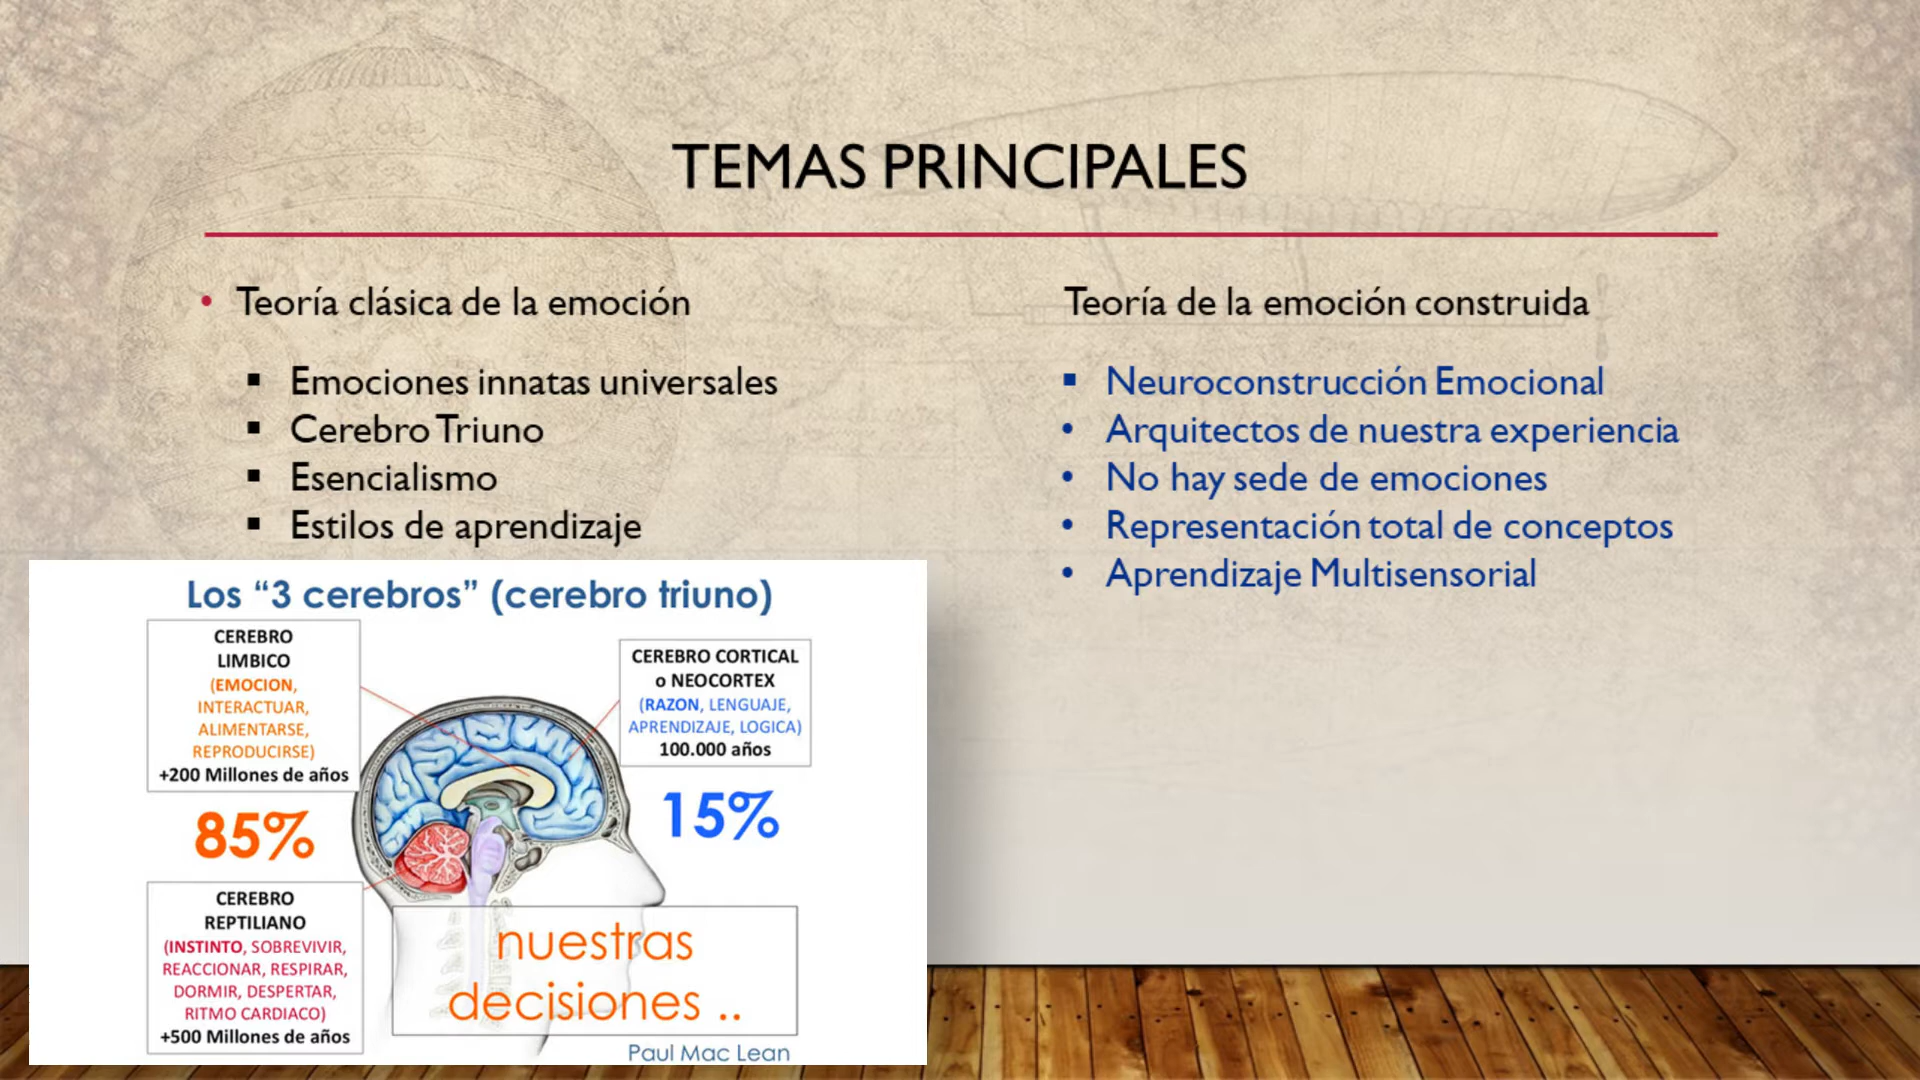 TEMAS PRINCIPALES
• Teoría clásica de la emoción
▪ Emociones innatas universales
▪ Cerebro Triuno
▪ Esencialismo
▪ Estilos de aprendizaje
Teoría de la emoción construida
▪ Neuroconstrucción Emocional
• Arquitectos de nuestra experiencia
• No hay sede de emociones
• Representación total de conceptos
• Aprendizaje Multisensorial
Los “3 cerebros” (cerebro triuno)
CEREBRO
LIMBICO
(EMOCION,
INTERACTUAR,
ALIMENTARSE,
REPRODUCIRSE)
+200 Millones de años
85%
CEREBRO
REPTILIANO
(INSTINTO, SOBREVIVIR,
REACCIONAR, RESPIRAR,
DORMIR, DESPERTAR,
RITMO CARDIACO)
+500 Millones de años
CEREBRO CORTICAL
o NEOCORTEX
(RAZON, LENGUAJE,
APRENDIZAJE, LOGICA)
100.000 años
15%
nuestras
decisiones ..
Paul Mac Lean